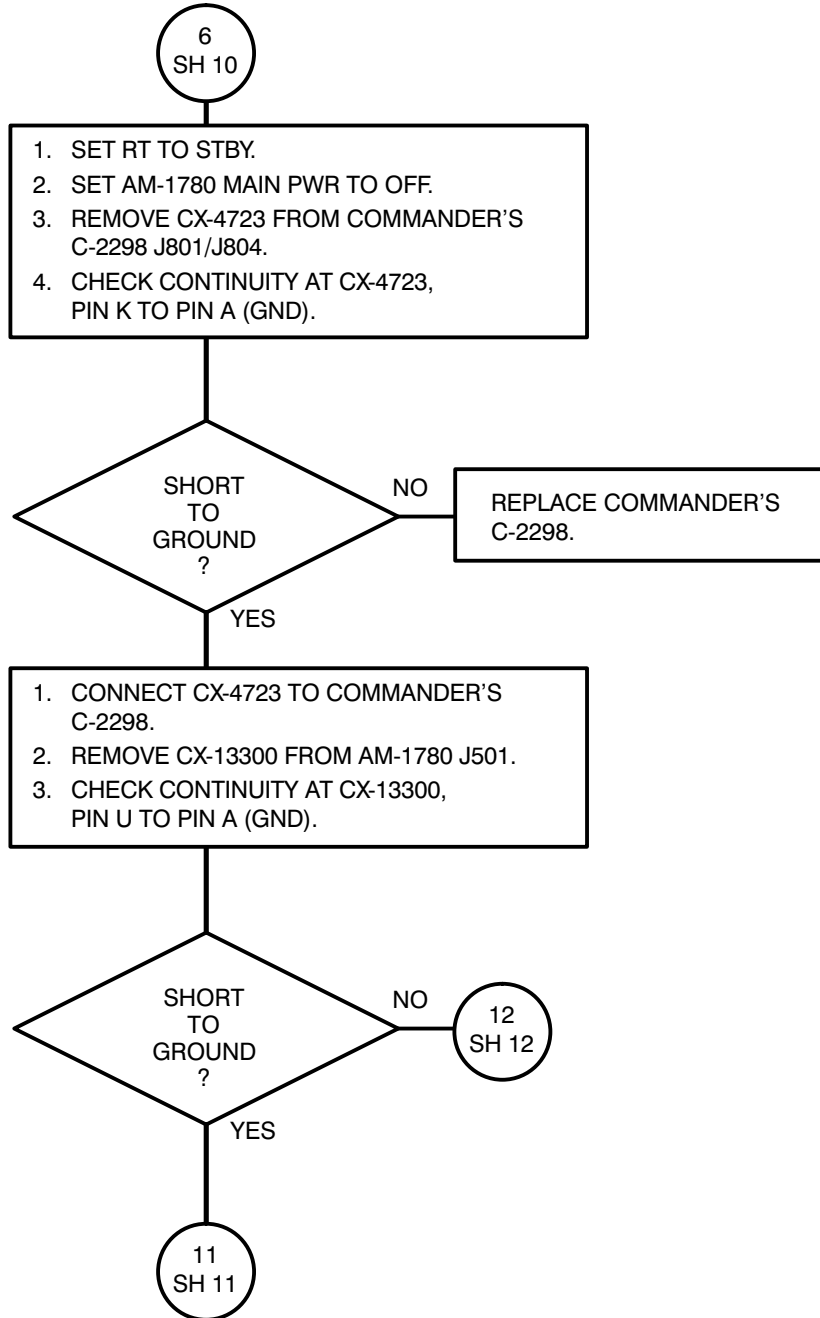 6
SH 10
1. SET RT TO STBY.
2. SET AM-1780 MAIN PWR TO OFF.
3. REMOVE CX-4723 FROM COMMANDER'S
C-2298 J801/J804.
4. CHECK CONTINUITY AT CX-4723,
PIN K TO PIN A (GND).
SHORT
TO
GROUND
?
NO
REPLACE COMMANDER'S
C-2298.
YES
1. CONNECT CX-4723 TO COMMANDER'S
C-2298.
2. REMOVE CX-13300 FROM AM-1780 J501.
3. CHECK CONTINUITY AT CX-13300,
PIN U TO PIN A (GND).
SHORT
TO
GROUND
?
NO
12
SH 12
YES
11
SH 11